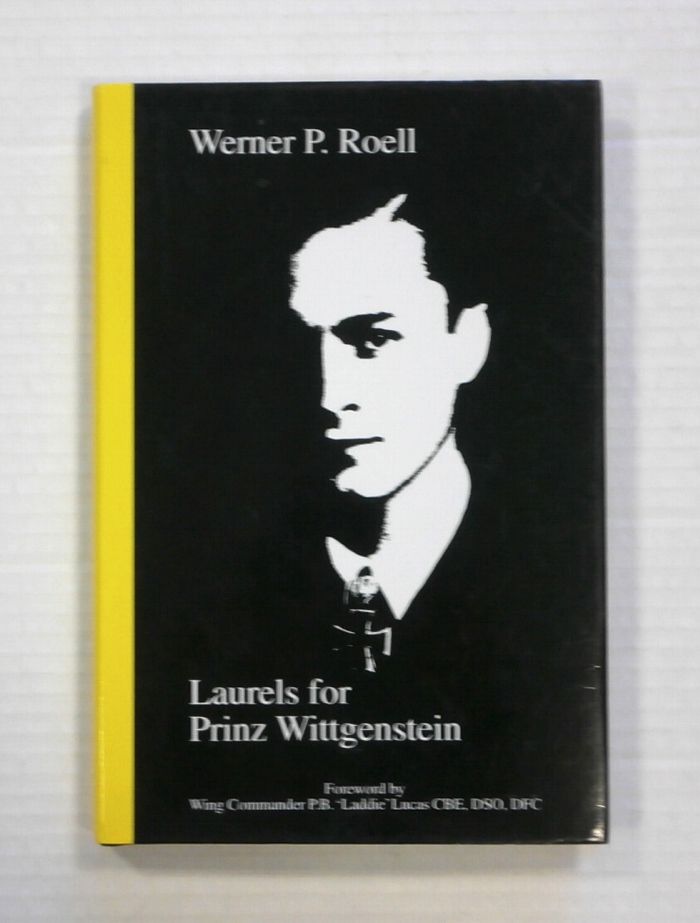 Werner P. Roell
Laurels for
Prinz Wittgenstein
Foreword by
Wing Commander P.B. "Laddie" Lucas CBE, DSO, DFC